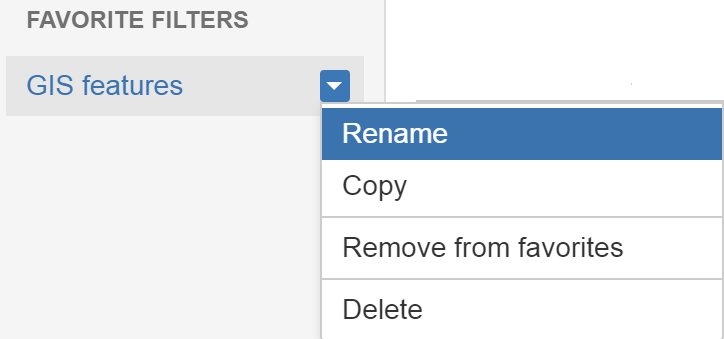 FAVORITE FILTERS
GIS features
Rename
Copy
Remove from favorites
Delete